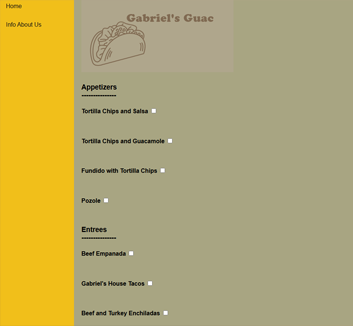 Home
Info About Us
Gabriel's Guac
Appetizers
----------------
Tortilla Chips and Salsa
Tortilla Chips and Guacamole
Fundido with Tortilla Chips
Pozole
Entrees
----------------
Beef Empanada
Gabriel's House Tacos
Beef and Turkey Enchiladas